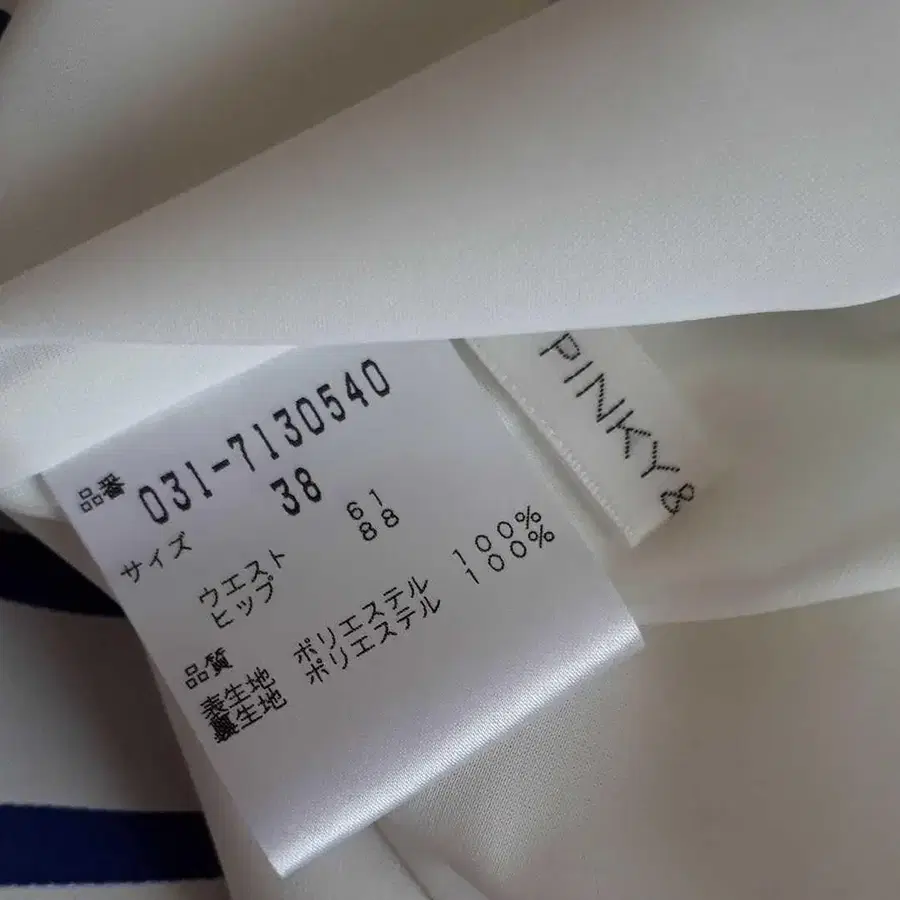 品番 031-7130540
サイズ 38
ウエスト 61
ヒップ 88
品質
表生地 ポリエステル 100%
裏生地 ポリエステル 100%
PINKY&